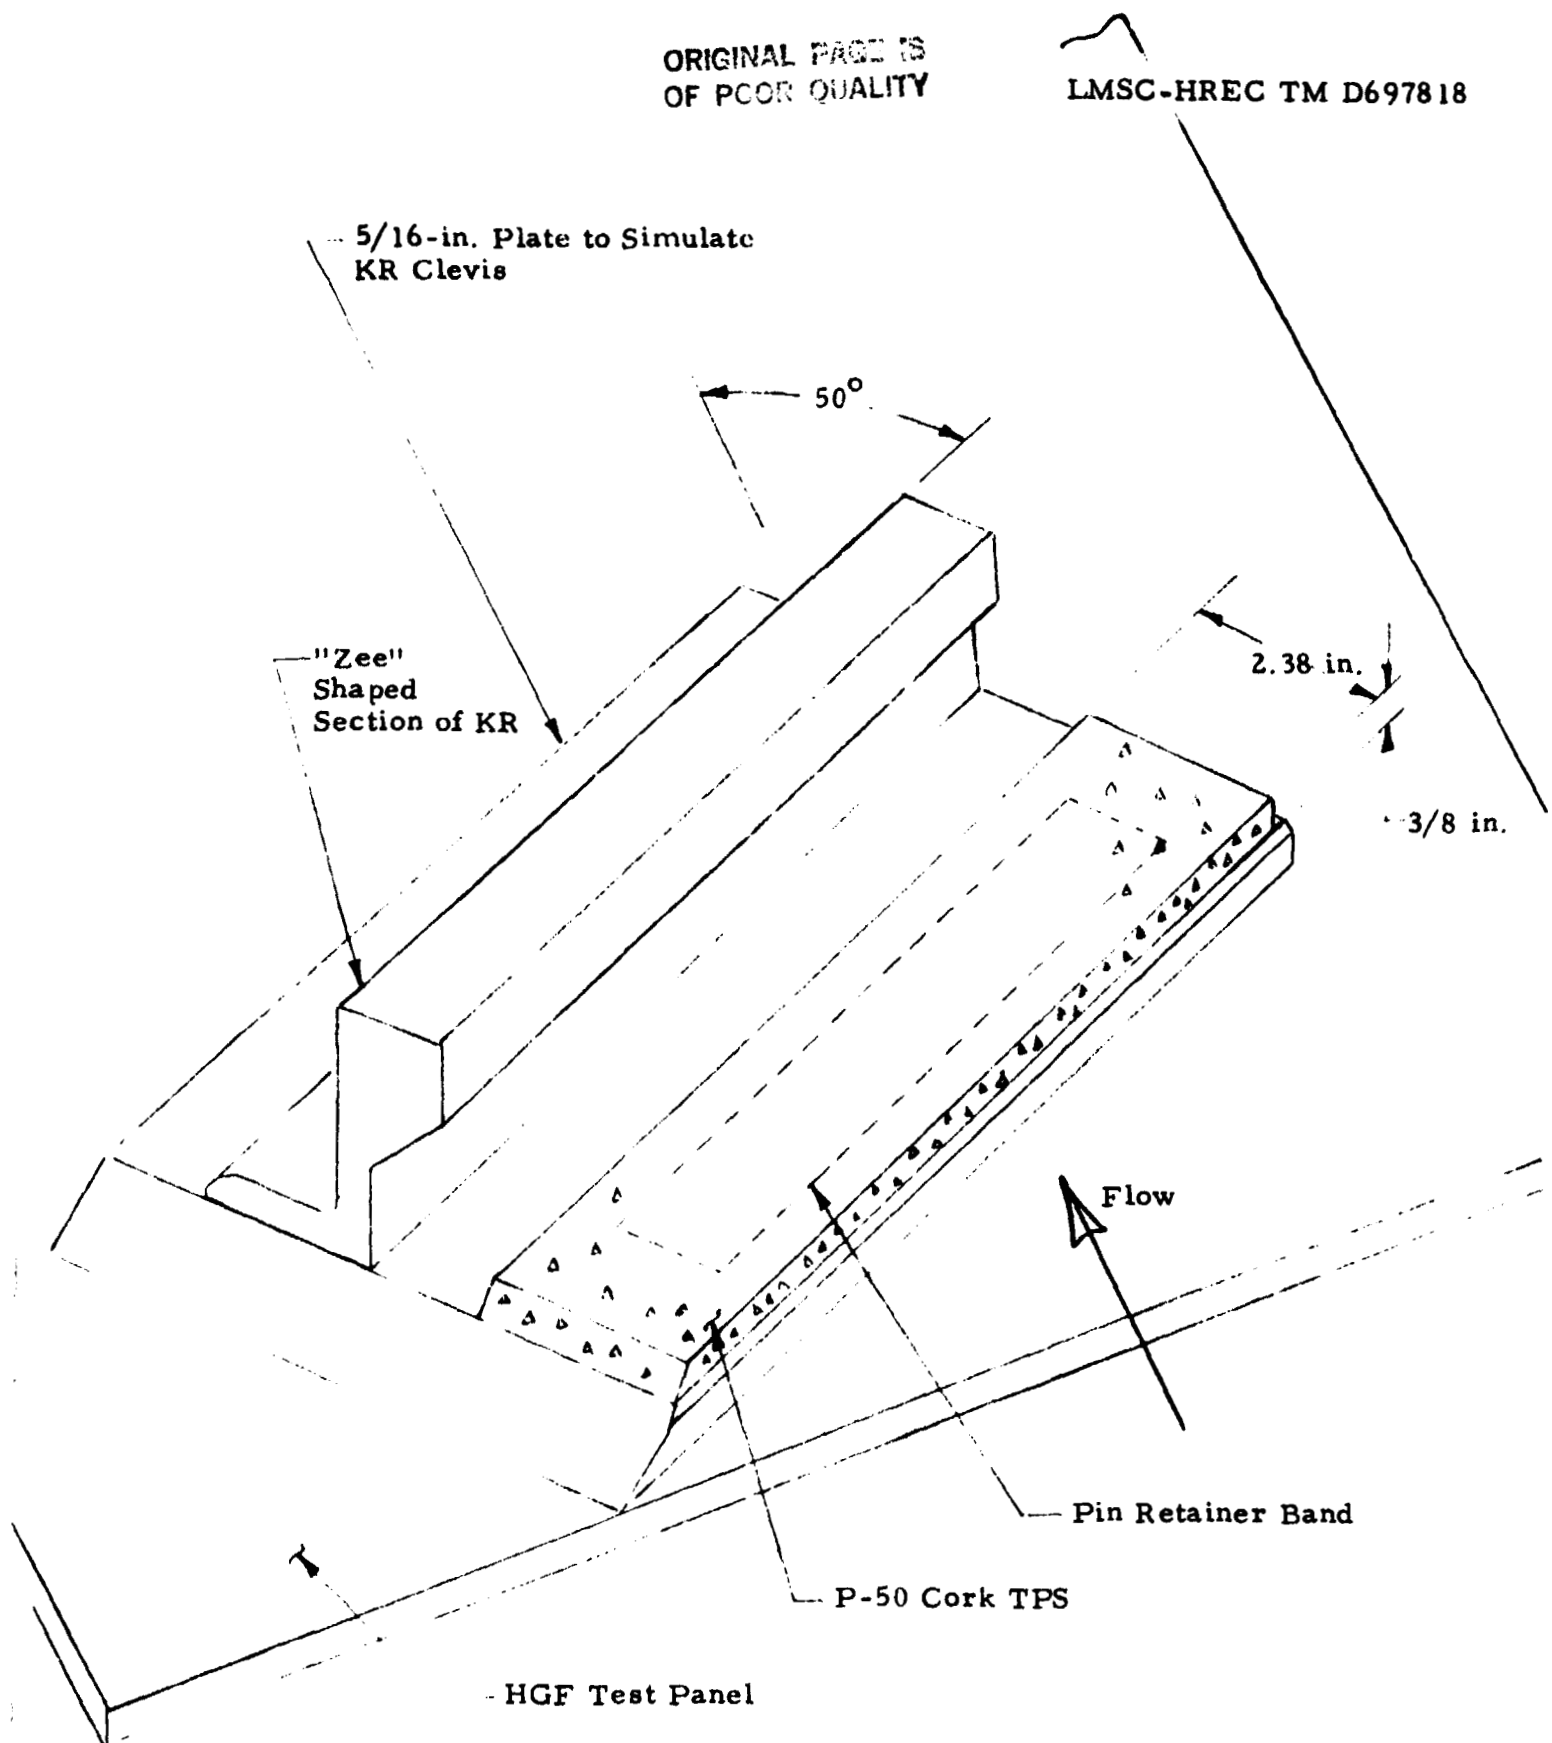 ORIGINAL PAGE IS
OF POOR QUALITY
LMSC-HREC TM D697818
5/16-in. Plate to Simulate
KR Clevis
50°
"Zee"
Shaped
Section of KR
2.38 in.
3/8 in.
Flow
Pin Retainer Band
P-50 Cork TPS
HGF Test Panel